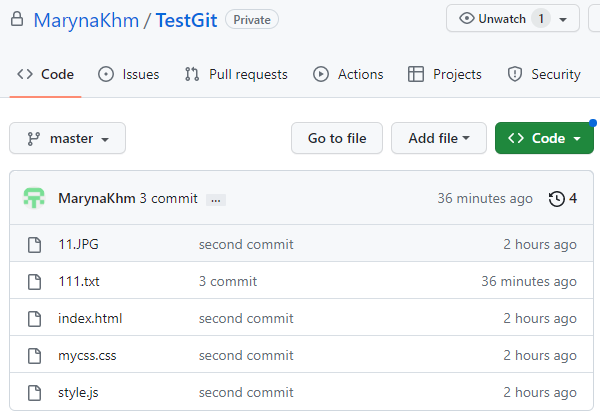 MarynaKhm / TestGit Private Unwatch 1
<> Code Issues Pull requests Actions Projects Security
master Go to file Add file <> Code
MarynaKhm 3 commit ... 36 minutes ago 4
11.JPG second commit 2 hours ago
111.txt 3 commit 36 minutes ago
index.html second commit 2 hours ago
mycss.css second commit 2 hours ago
style.js second commit 2 hours ago